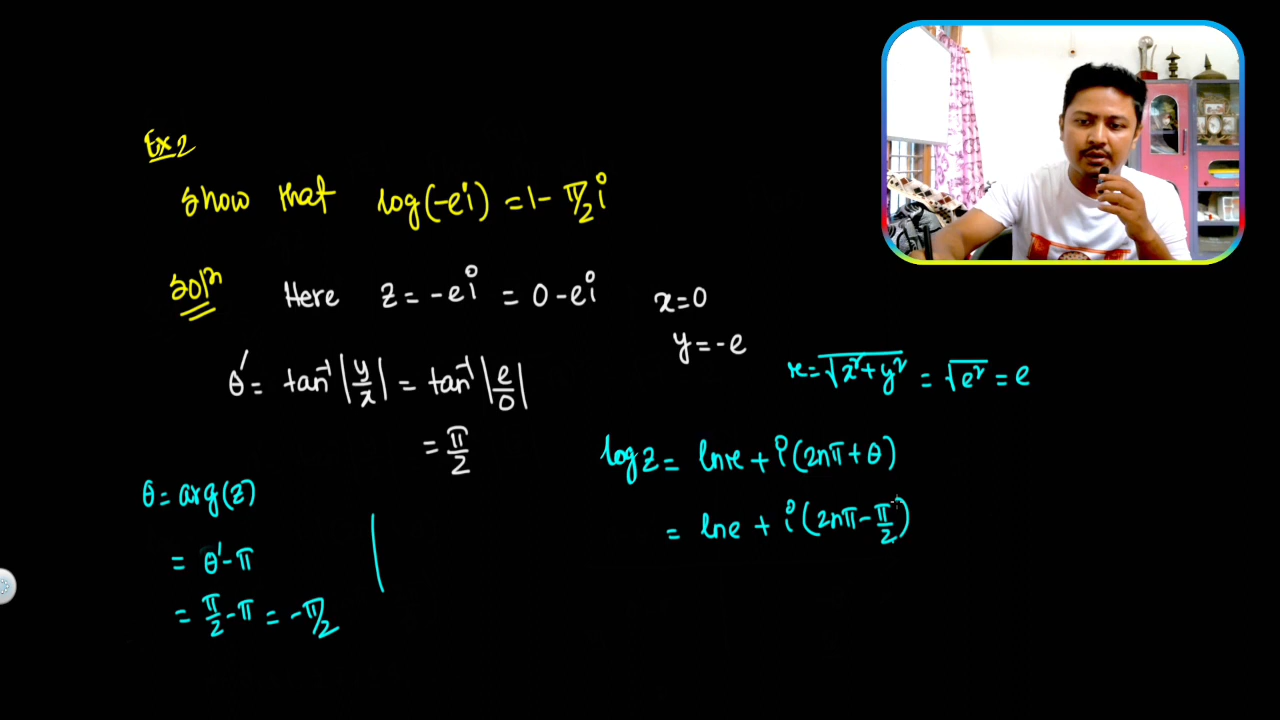 Ex 2
Show that log(-ei) = 1 - π/2 i
Solⁿ Here z = -ei = 0 - ei x = 0
y = -e
θ' = tan⁻¹ |y/x| = tan⁻¹ |e/0|
= π/2
r = √x²+y² = √e² = e
log z = ln r + i(2nπ + θ)
= ln e + i(2nπ - π/2)
θ = arg(z)
= θ' - π
= π/2 - π = -π/2